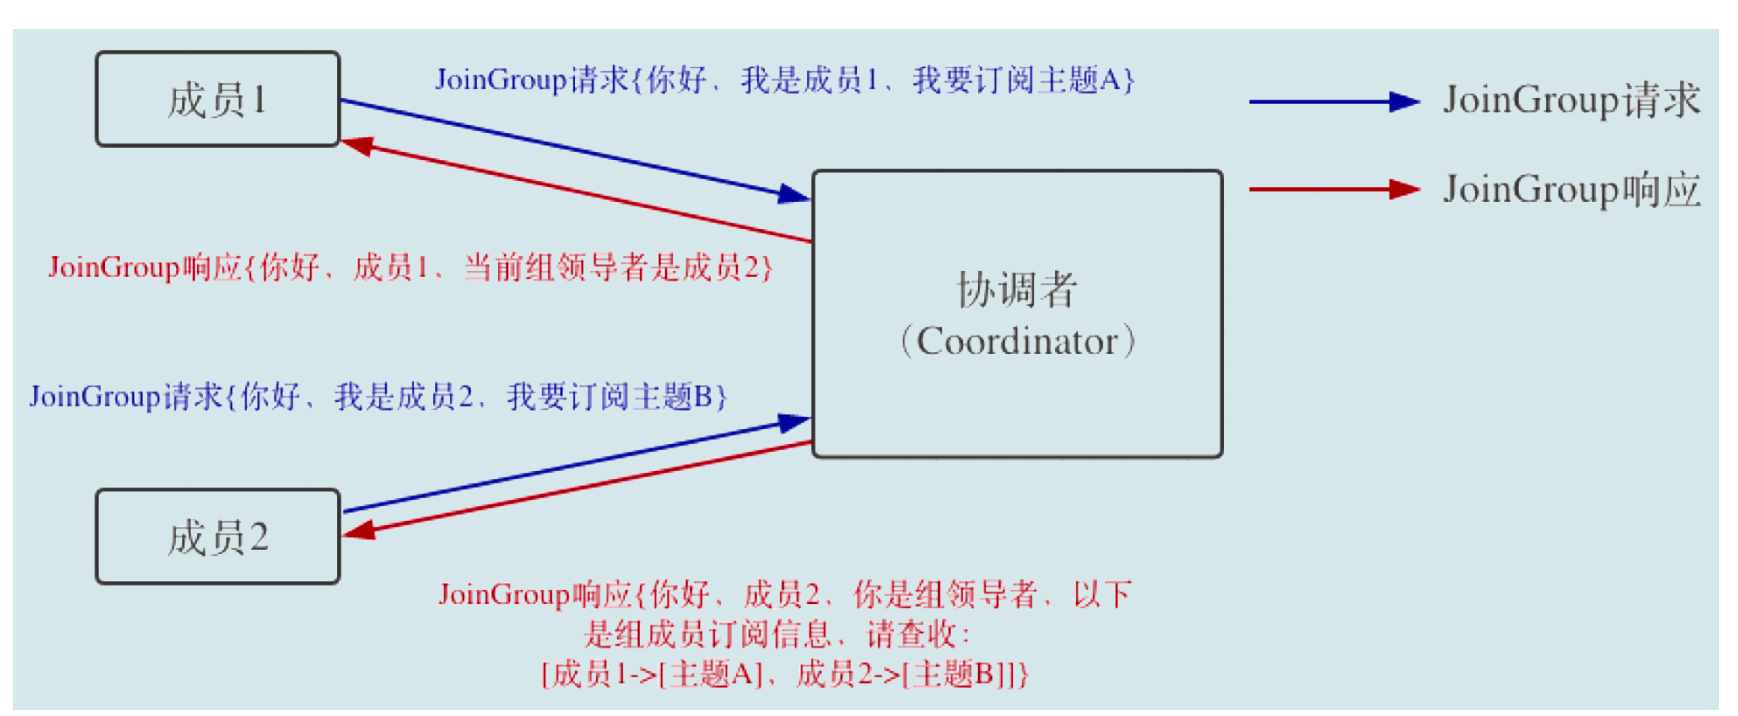 成员1
JoinGroup请求{你好，我是成员1，我要订阅主题A}
JoinGroup请求
JoinGroup响应
JoinGroup响应{你好，成员1，当前组领导者是成员2}
协调者
（Coordinator）
JoinGroup请求{你好，我是成员2，我要订阅主题B}
成员2
JoinGroup响应{你好，成员2，你是组领导者，以下
是组成员订阅信息，请查收：
[成员1->[主题A]，成员2->[主题B]]}